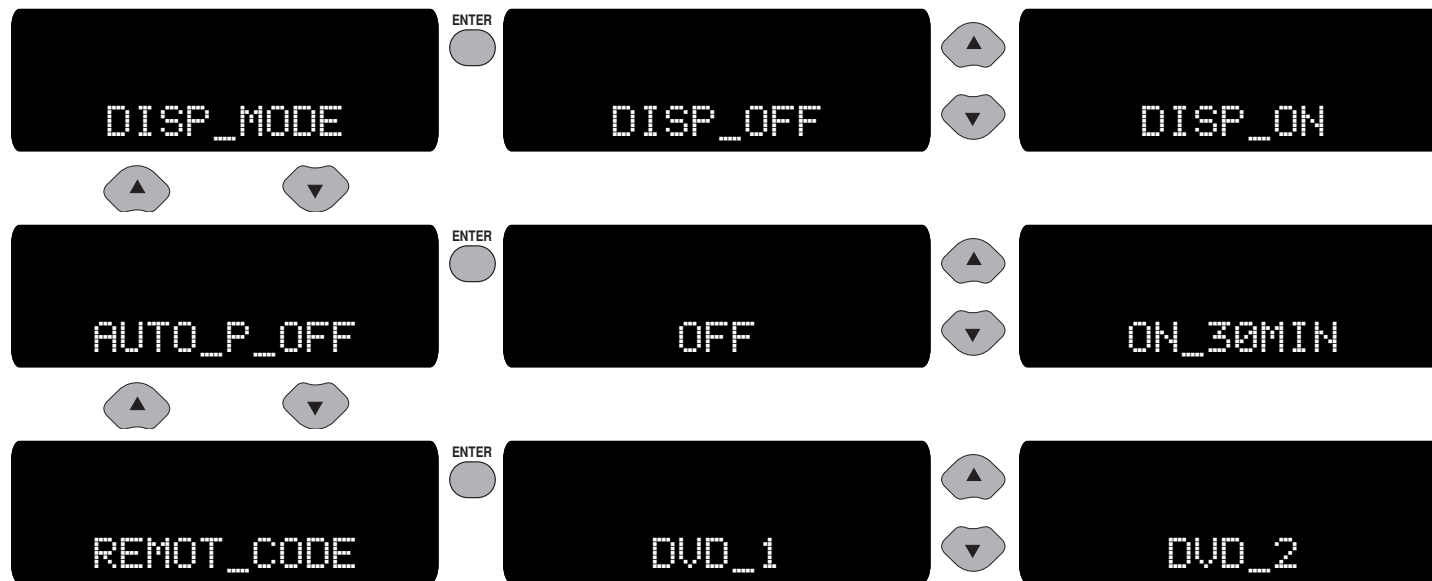 ENTER
DISP_MODE DISP_OFF DISP_ON
ENTER
AUTO_P_OFF OFF ON_30MIN
ENTER
REMOT_CODE DVD_1 DVD_2